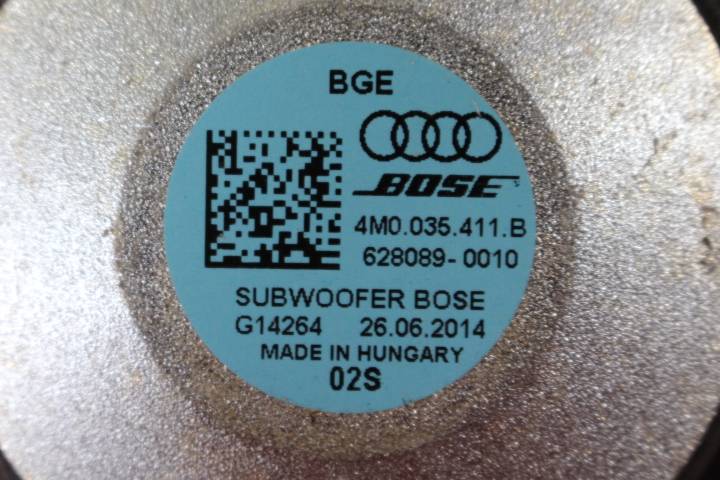 BGE
BOSE
4M0.035.411.B
628089-0010
SUBWOOFER BOSE
G14264 26.06.2014
MADE IN HUNGARY
02S